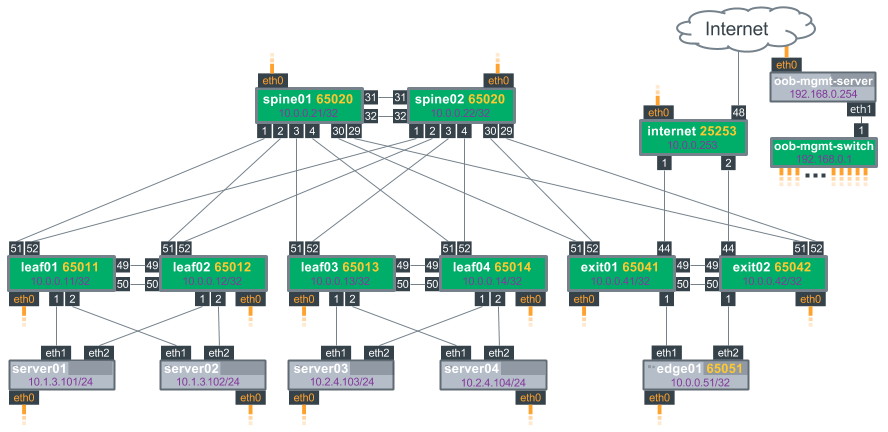 Internet
eth0
eth0
eth0
oob-mgmt-server
192.168.0.254
spine01 65020
10.0.0.21/32
31
32
31
32
spine02 65020
10.0.0.22/32
eth0
48
eth1
1 2 3 4 30 29
1 2 3 4 30 29
internet 25253
10.0.0.253
1
oob-mgmt-switch
192.168.0.1
1
2
51 52
51 52
51 52
51 52
51 52
44
44
51 52
leaf01 65011
10.0.0.11/32
49
50
49
50
leaf02 65012
10.0.0.12/32
leaf03 65013
10.0.0.13/32
49
50
49
50
leaf04 65014
10.0.0.14/32
exit01 65041
10.0.0.41/32
49
50
49
50
exit02 65042
10.0.0.42/32
eth0
1 2
1 2
eth0
eth0
1 2
1 2
eth0
eth0
1
1
eth0
eth1
eth2
eth1
eth2
eth1
eth2
eth1
eth2
eth1
eth2
server01
10.1.3.101/24
server02
10.1.3.102/24
server03
10.2.4.103/24
server04
10.2.4.104/24
edge01 65051
10.0.0.51/32
eth0
eth0
eth0
eth0
eth0